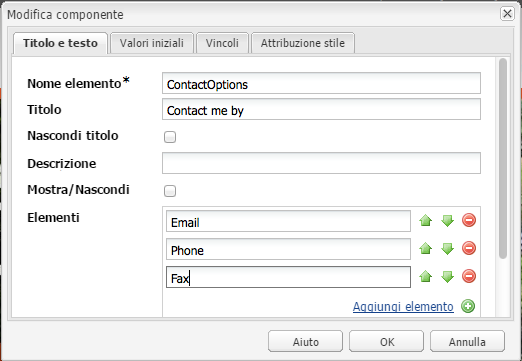 Modifica componente
Titolo e testo Valori iniziali Vincoli Attribuzione stile
Nome elemento* ContactOptions
Titolo Contact me by
Nascondi titolo
Descrizione
Mostra/Nascondi
Elementi Email
Phone
Fax
Aggiungi elemento
Aiuto OK Annulla